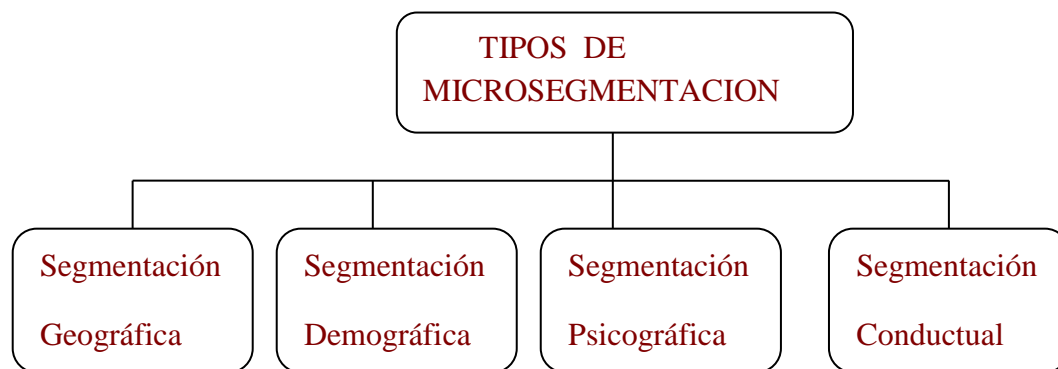 TIPOS DE
MICROSEGMENTACION
Segmentación
Geográfica
Segmentación
Demográfica
Segmentación
Psicográfica
Segmentación
Conductual